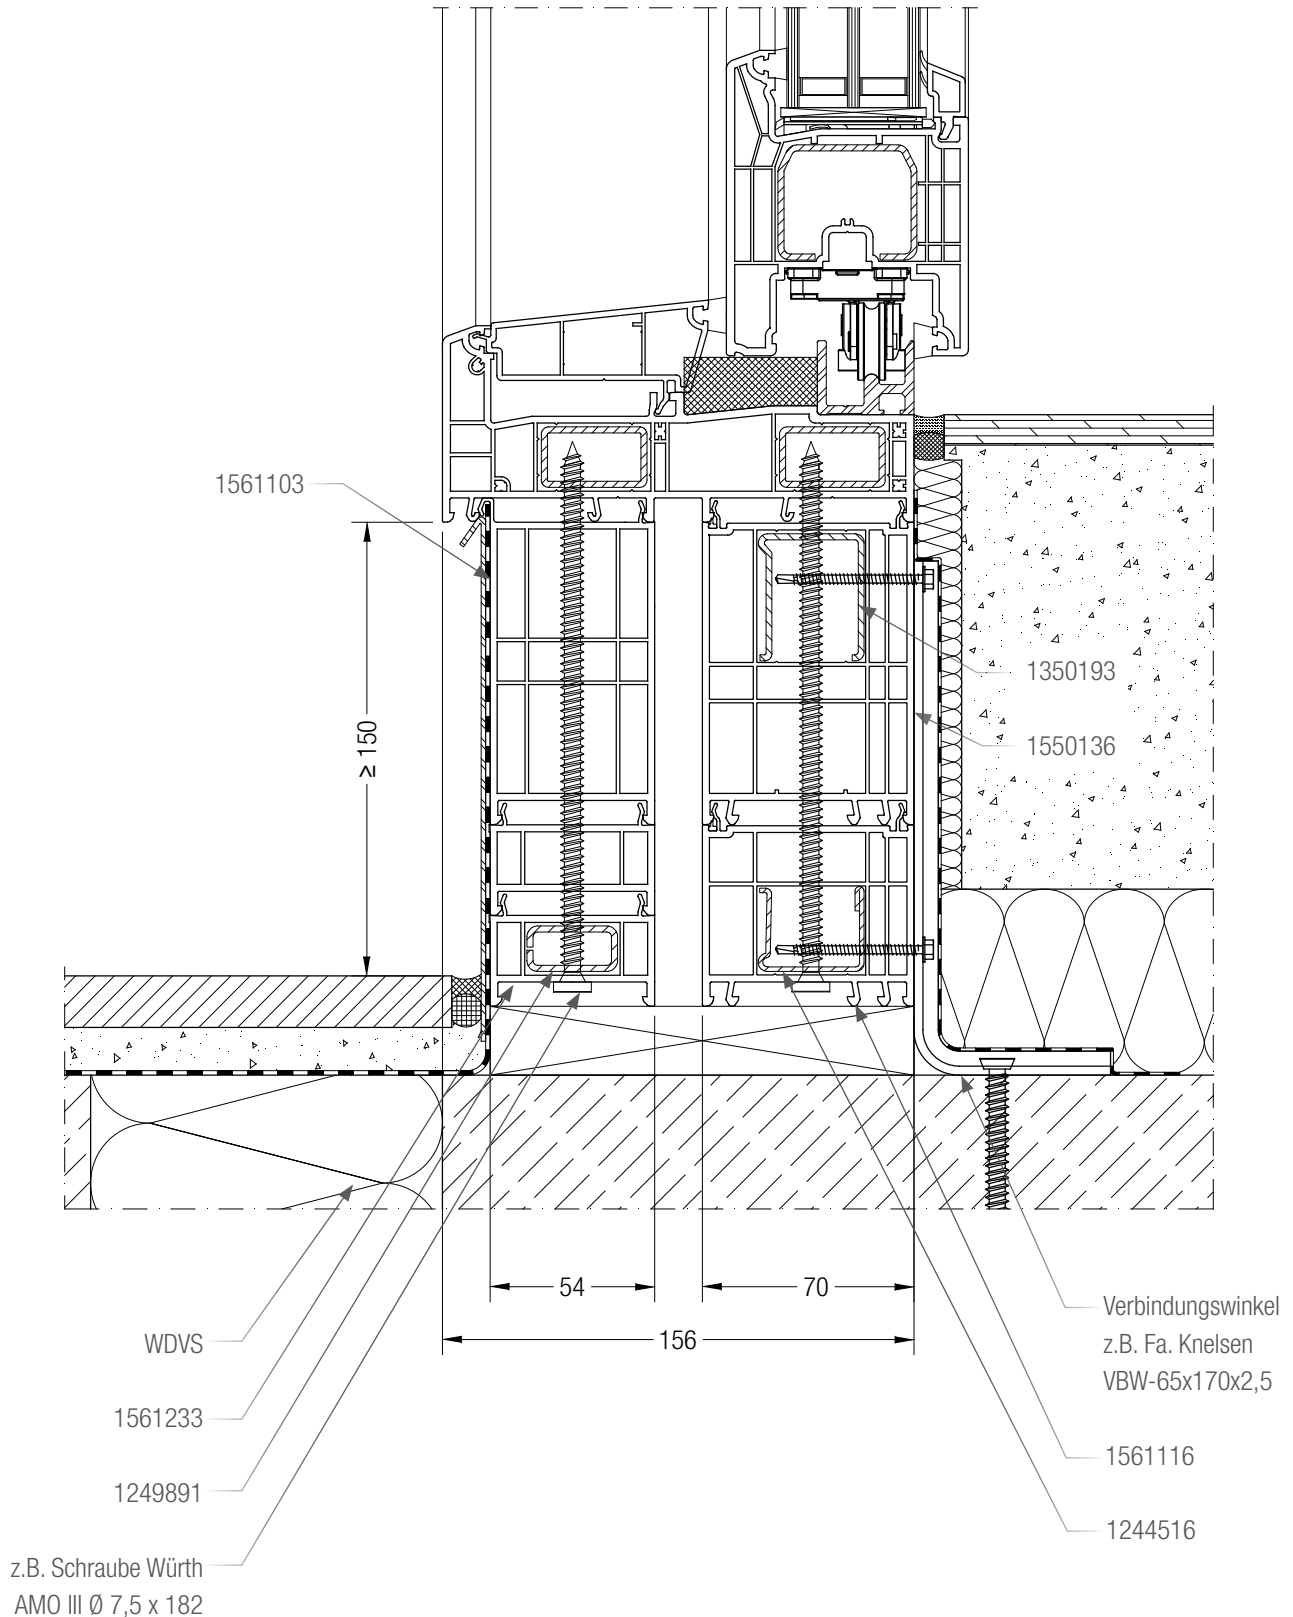 1561103
≥ 150
1350193
1550136
54
70
156
WDVS
1561233
1249891
z.B. Schraube Würth
AMO III Ø 7,5 x 182
Verbindungswinkel
z.B. Fa. Knelsen
VBW-65x170x2,5
1561116
1244516